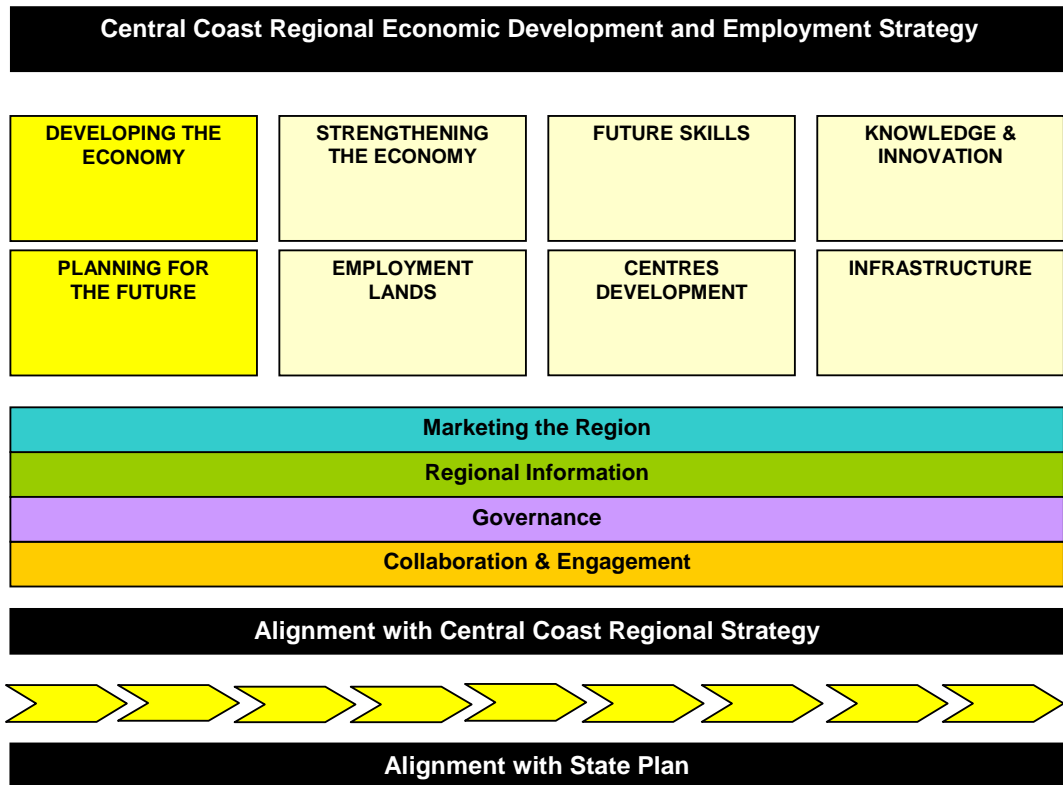 Central Coast Regional Economic Development and Employment Strategy
DEVELOPING THE
ECONOMY
STRENGTHENING
THE ECONOMY
FUTURE SKILLS
KNOWLEDGE &
INNOVATION
PLANNING FOR
THE FUTURE
EMPLOYMENT
LANDS
CENTRES
DEVELOPMENT
INFRASTRUCTURE
Marketing the Region
Regional Information
Governance
Collaboration & Engagement
Alignment with Central Coast Regional Strategy
Alignment with State Plan